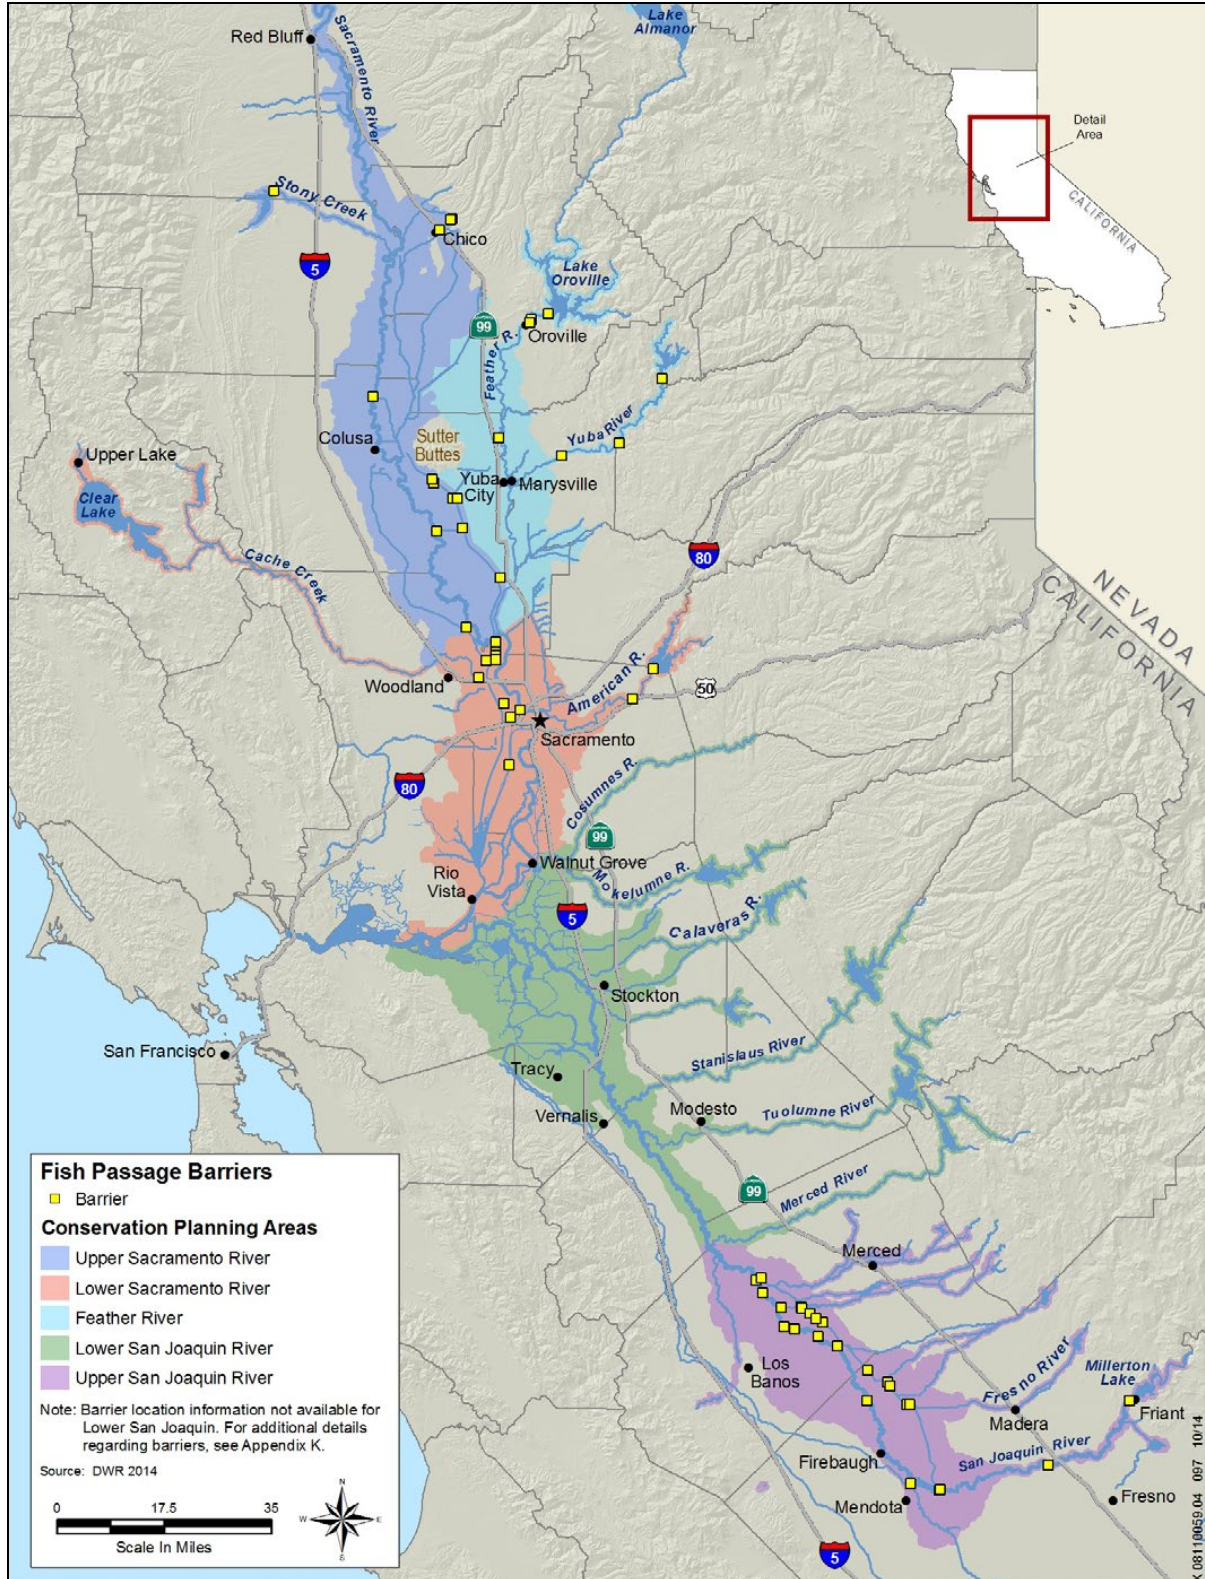 Lake
Almanor
Red Bluff
Sacramento River
Detail
Area
CALIFORNIA
Stony Creek
Chico
5
Lake
Oroville
99
Oroville
Feather R.
Yuba River
Colusa
Sutter
Buttes
Upper Lake
Yuba
City
Marysville
Clear
Lake
Cache Creek
80
NEVADA
CALIFORNIA
American R.
Woodland
50
Sacramento
80
Cosumnes R.
99
Walnut Grove
Rio
Vista
Mokelumne R.
5
Calaveras R.
Stockton
San Francisco
Stanislaus River
Tracy
Vernalis
Modesto
Tuolumne River
Merced River
99
Merced
Los
Banos
Fresno River
Millerton
Lake
Madera
Friant
Firebaugh
San Joaquin River
Mendota
Fresno
5
Fish Passage Barriers
Barrier
Conservation Planning Areas
Upper Sacramento River
Lower Sacramento River
Feather River
Lower San Joaquin River
Upper San Joaquin River
Note: Barrier location information not available for
Lower San Joaquin. For additional details
regarding barriers, see Appendix K.
Source: DWR 2014
0 17.5 35
Scale In Miles
N
W E
S
X 08110059.04 097 10/14